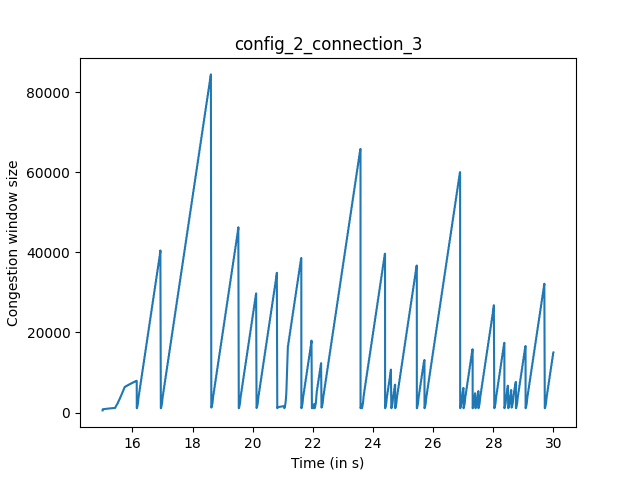 config_2_connection_3
80000
60000
40000
20000
0
Congestion window size
16 18 20 22 24 26 28 30
Time (in s)